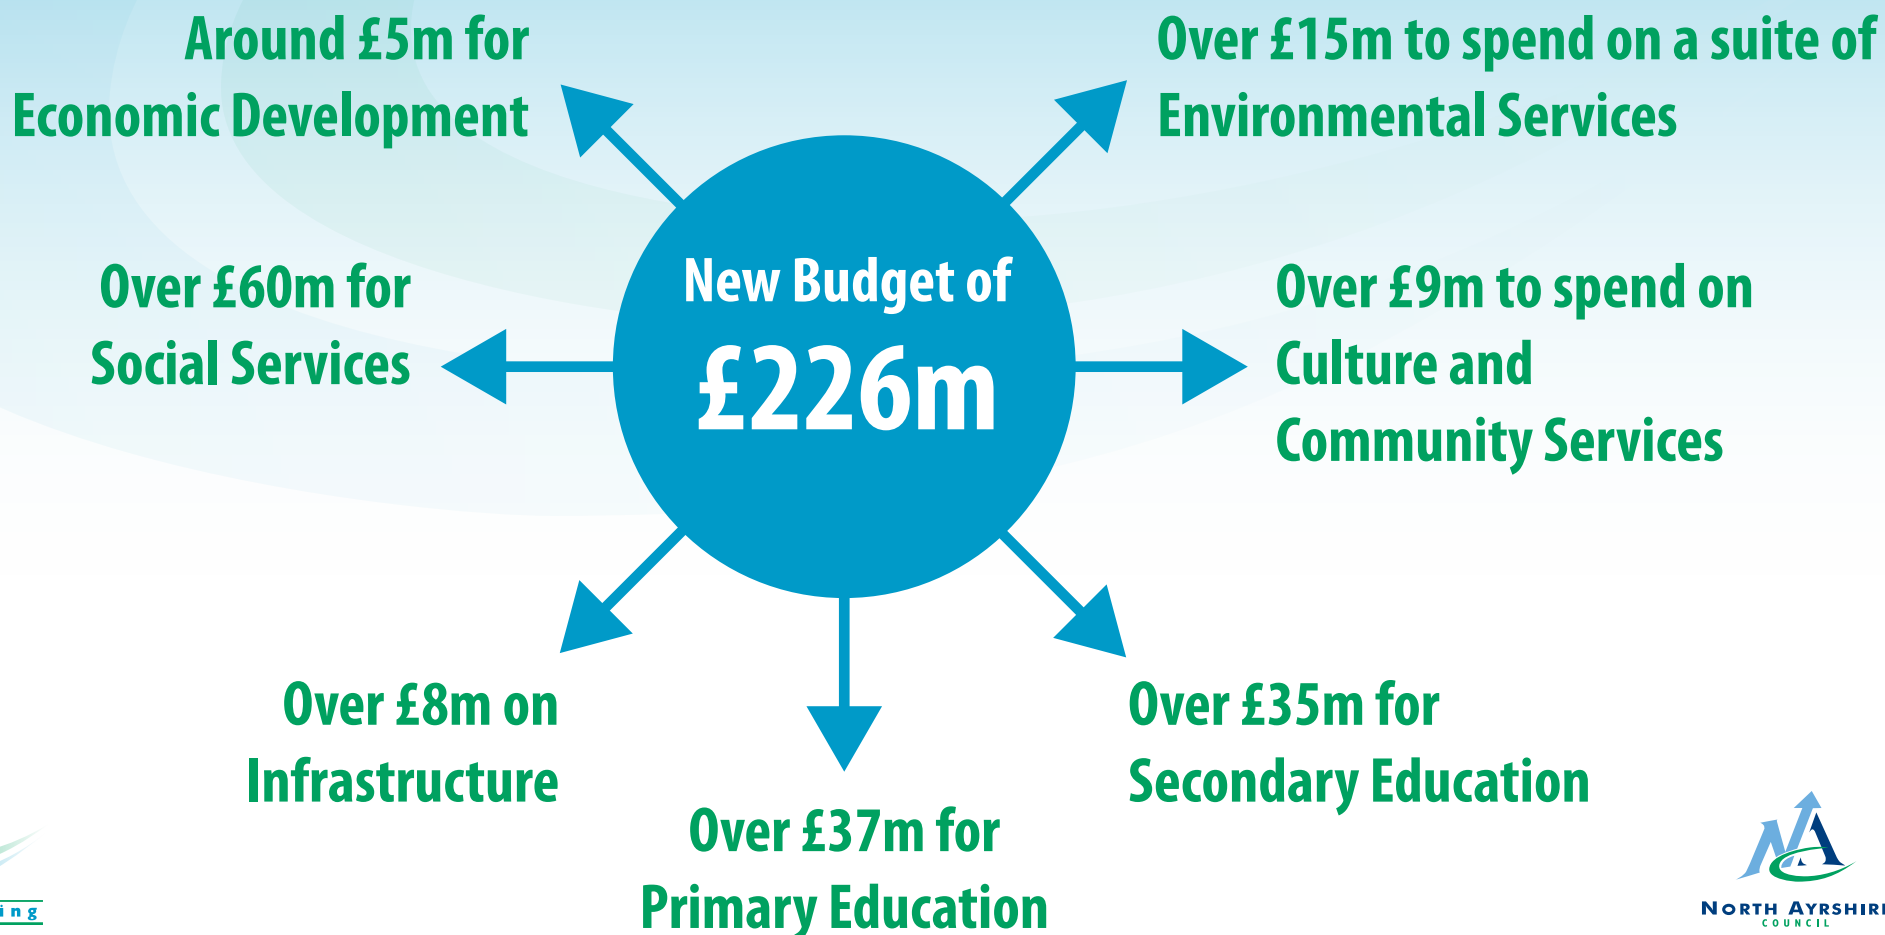 Around £5m for
Economic Development
Over £15m to spend on a suite of
Environmental Services
Over £60m for
Social Services
New Budget of
£226m
Over £9m to spend on
Culture and
Community Services
Over £8m on
Infrastructure
Over £37m for
Primary Education
Over £35m for
Secondary Education
NORTH AYRSHIRE
COUNCIL